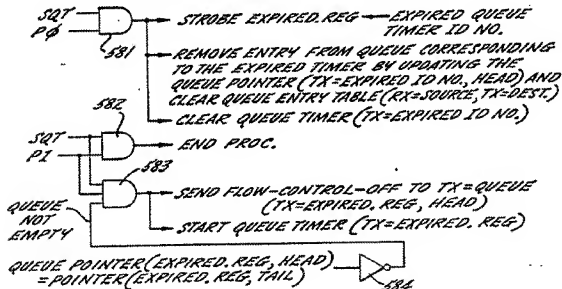 SQT
PØ
581
STROBE EXPIRED.REG ← EXPIRED QUEUE
TIMER ID NO.
REMOVE ENTRY FROM QUEUE CORRESPONDING
TO THE EXPIRED TIMER BY UPDATING THE
QUEUE POINTER (TX=EXPIRED ID NO., HEAD) AND
CLEAR QUEUE ENTRY TABLE (RX=SOURCE, TX=DEST.)
CLEAR QUEUE TIMER (TX=EXPIRED ID NO.)
582
SQT
P1
END PROC.
583
QUEUE
NOT
EMPTY
SEND FLOW-CONTROL-OFF TO TX=QUEUE
(TX=EXPIRED.REG, HEAD)
START QUEUE TIMER (TX=EXPIRED.REG)
QUEUE POINTER (EXPIRED.REG, HEAD)
=POINTER (EXPIRED.REG, TAIL)
584